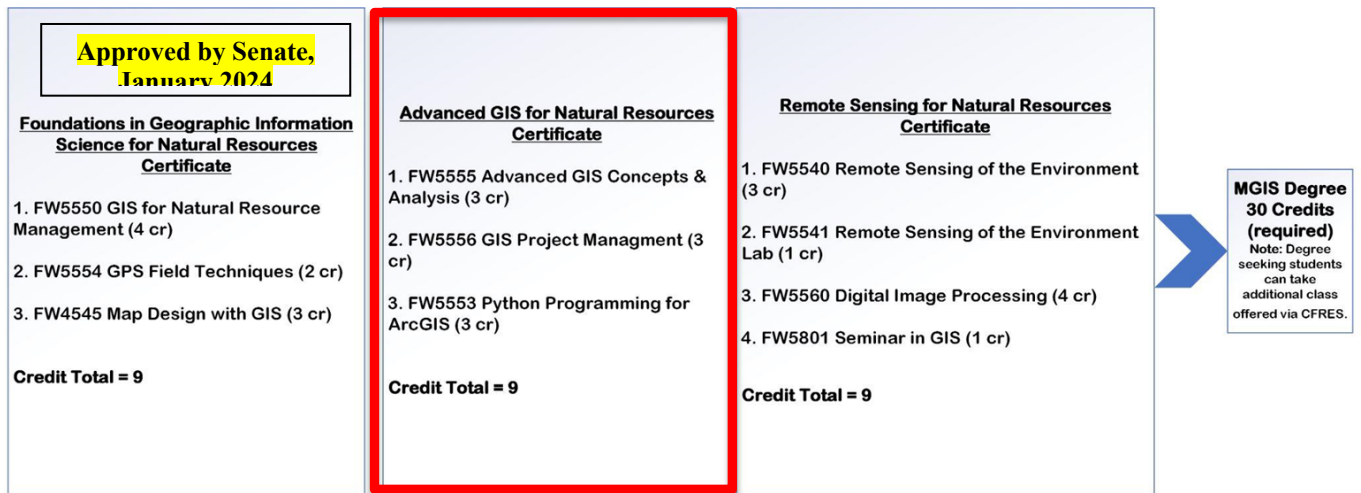 Approved by Senate,
January 2024
Foundations in Geographic Information
Science for Natural Resources
Certificate
1. FW5550 GIS for Natural Resource
Management (4 cr)
2. FW5554 GPS Field Techniques (2 cr)
3. FW4545 Map Design with GIS (3 cr)
Credit Total = 9
Advanced GIS for Natural Resources
Certificate
1. FW5555 Advanced GIS Concepts &
Analysis (3 cr)
2. FW5556 GIS Project Managment (3
cr)
3. FW5553 Python Programming for
ArcGIS (3 cr)
Credit Total = 9
Remote Sensing for Natural Resources
Certificate
1. FW5540 Remote Sensing of the Environment
(3 cr)
2. FW5541 Remote Sensing of the Environment
Lab (1 cr)
3. FW5560 Digital Image Processing (4 cr)
4. FW5801 Seminar in GIS (1 cr)
Credit Total = 9
MGIS Degree
30 Credits
(required)
Note: Degree
seeking students
can take
additional class
offered via CFRES.